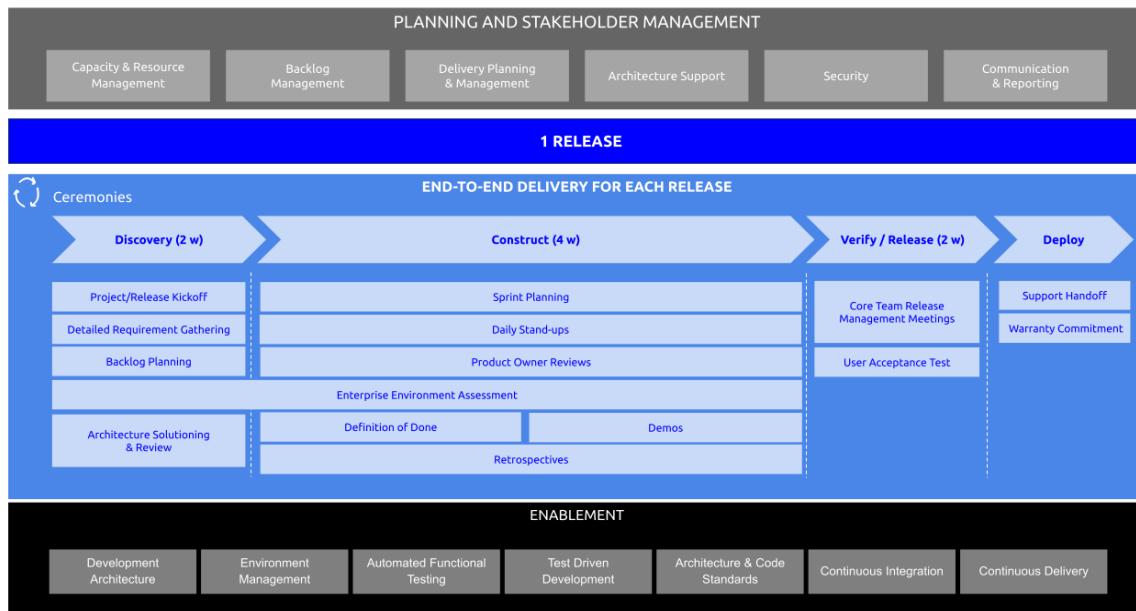 PLANNING AND STAKEHOLDER MANAGEMENT
Capacity & Resource
Management
Backlog
Management
Delivery Planning
& Management
Architecture Support
Security
Communication
& Reporting
1 RELEASE
END-TO-END DELIVERY FOR EACH RELEASE
Ceremonies
Discovery (2 w)
Construct (4 w)
Verify / Release (2 w)
Deploy
Project/Release Kickoff
Detailed Requirement Gathering
Backlog Planning
Sprint Planning
Daily Stand-ups
Product Owner Reviews
Enterprise Environment Assessment
Architecture Solutioning
& Review
Definition of Done
Demos
Retrospectives
Core Team Release
Management Meetings
User Acceptance Test
Support Handoff
Warranty Commitment
ENABLEMENT
Development
Architecture
Environment
Management
Automated Functional
Testing
Test Driven
Development
Architecture & Code
Standards
Continuous Integration
Continuous Delivery